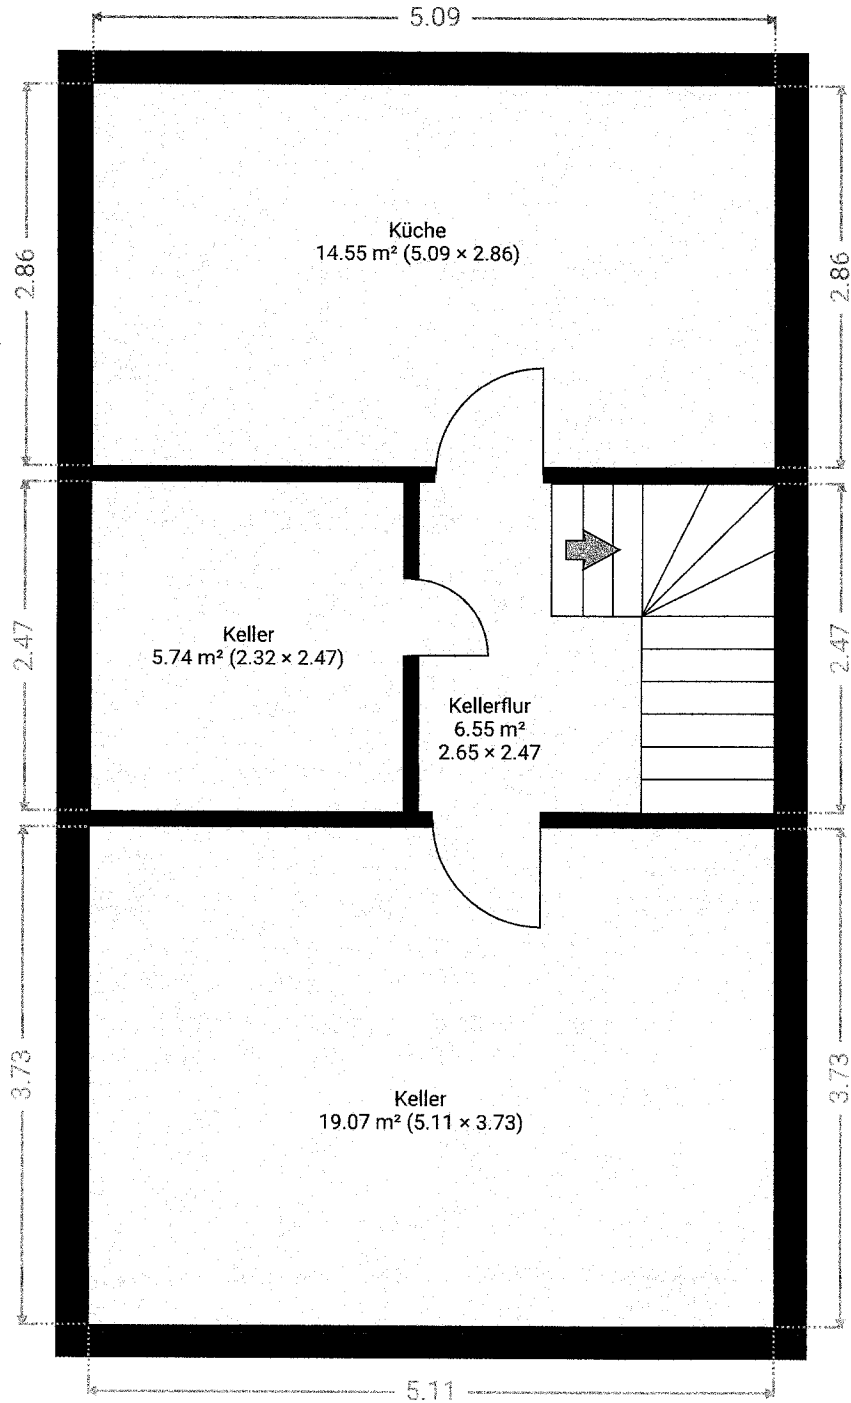 5.09
Küche
14.55 m² (5.09 × 2.86)
2.86
2.86
Keller
5.74 m² (2.32 × 2.47)
2.47
2.47
Kellerflur
6.55 m²
2.65 × 2.47
Keller
19.07 m² (5.11 × 3.73)
3.73
3.73
5.11